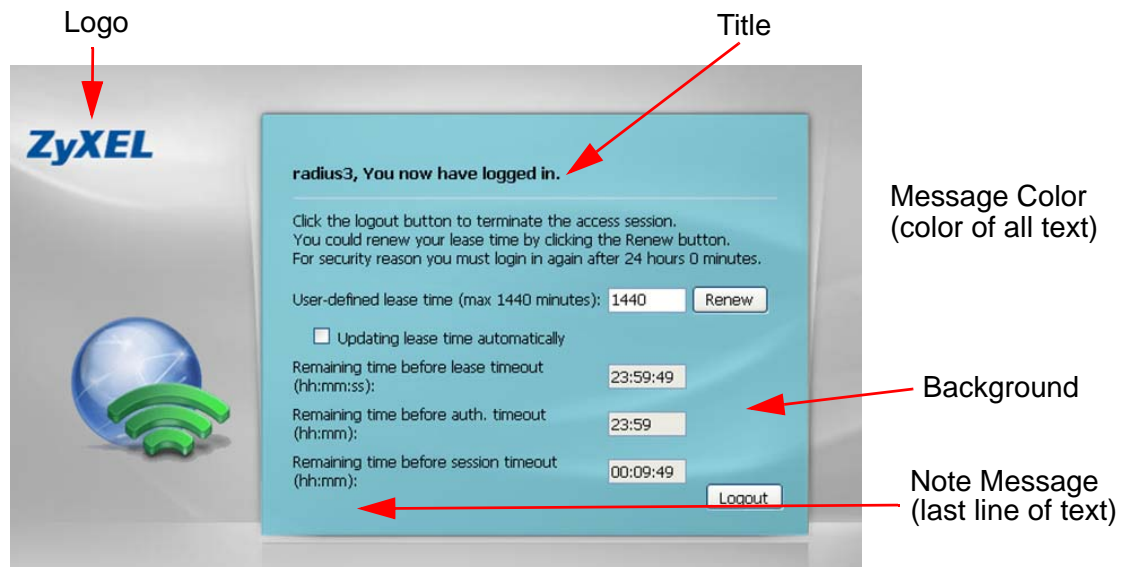 Logo
Title
ZyXEL
radius3, You now have logged in.
Click the logout button to terminate the access session.
You could renew your lease time by clicking the Renew button.
For security reason you must login in again after 24 hours 0 minutes.
Message Color
(color of all text)
User-defined lease time (max 1440 minutes): 1440 Renew
Updating lease time automatically
Remaining time before lease timeout
(hh:mm:ss):
23:59:49
Background
Remaining time before auth. timeout
(hh:mm):
23:59
Remaining time before session timeout
(hh:mm):
00:09:49
Logout
Note Message
(last line of text)